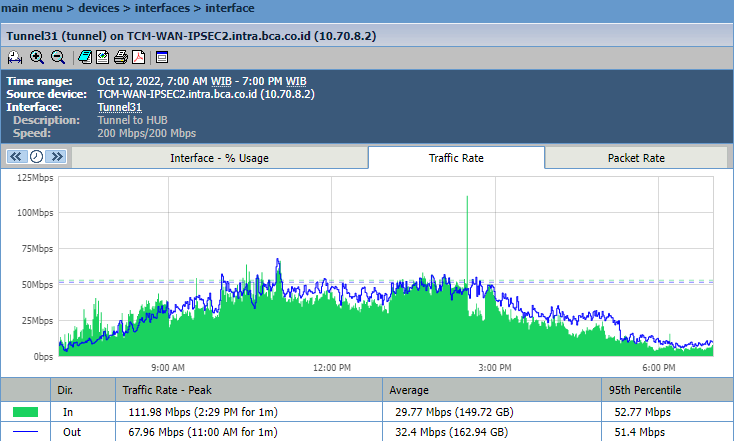 main menu > devices > interfaces > interface
Tunnel31 (tunnel) on TCM-WAN-IPSEC2.intra.bca.co.id (10.70.8.2)
Time range: Oct 12, 2022, 7:00 AM WIB - 7:00 PM WIB
Source device: TCM-WAN-IPSEC2.intra.bca.co.id (10.70.8.2)
Interface: Tunnel31
Description: Tunnel to HUB
Speed: 200 Mbps/200 Mbps
Interface - % Usage Traffic Rate Packet Rate
125Mbps
100Mbps
75Mbps
50Mbps
25Mbps
0bps
9:00 AM 12:00 PM 3:00 PM 6:00 PM
Dir. Traffic Rate - Peak Average 95th Percentile
In 111.98 Mbps (2:29 PM for 1m) 29.77 Mbps (149.72 GB) 52.77 Mbps
Out 67.96 Mbps (11:00 AM for 1m) 32.4 Mbps (162.94 GB) 51.4 Mbps